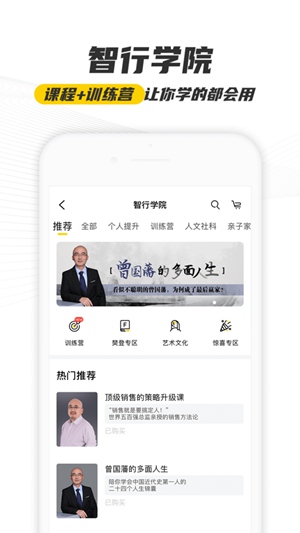 智行学院
课程+训练营 让你学的都会用
智行学院
推荐 全部 个人提升 训练营 人文社科 亲子家
[曾国藩的多面人生]
看似不聪明的曾国藩，为何成了最后赢家?
训练营 樊登专区 艺术文化 惊喜专区
热门推荐
顶级销售的策略升级课
“销售就是要搞定人！”
世界五百强总监亲授的销售方法论
已购买
曾国藩的多面人生
陪你学会中国近代史第一人的
二十四个人生锦囊
已购买